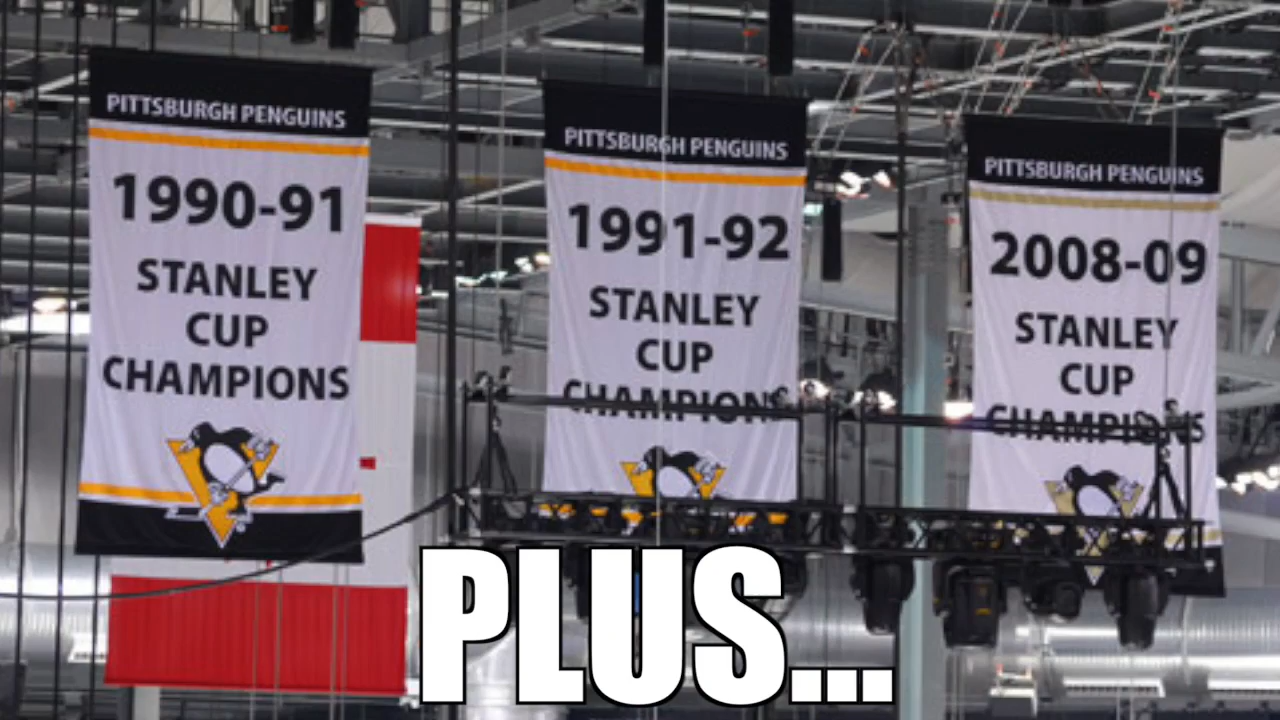 PITTSBURGH PENGUINS
1990-91
STANLEY
CUP
CHAMPIONS
PITTSBURGH PENGUINS
1991-92
STANLEY
CUP
CHAMPIONS
PITTSBURGH PENGUINS
2008-09
STANLEY
CUP
CHAMPIONS
PLUS...